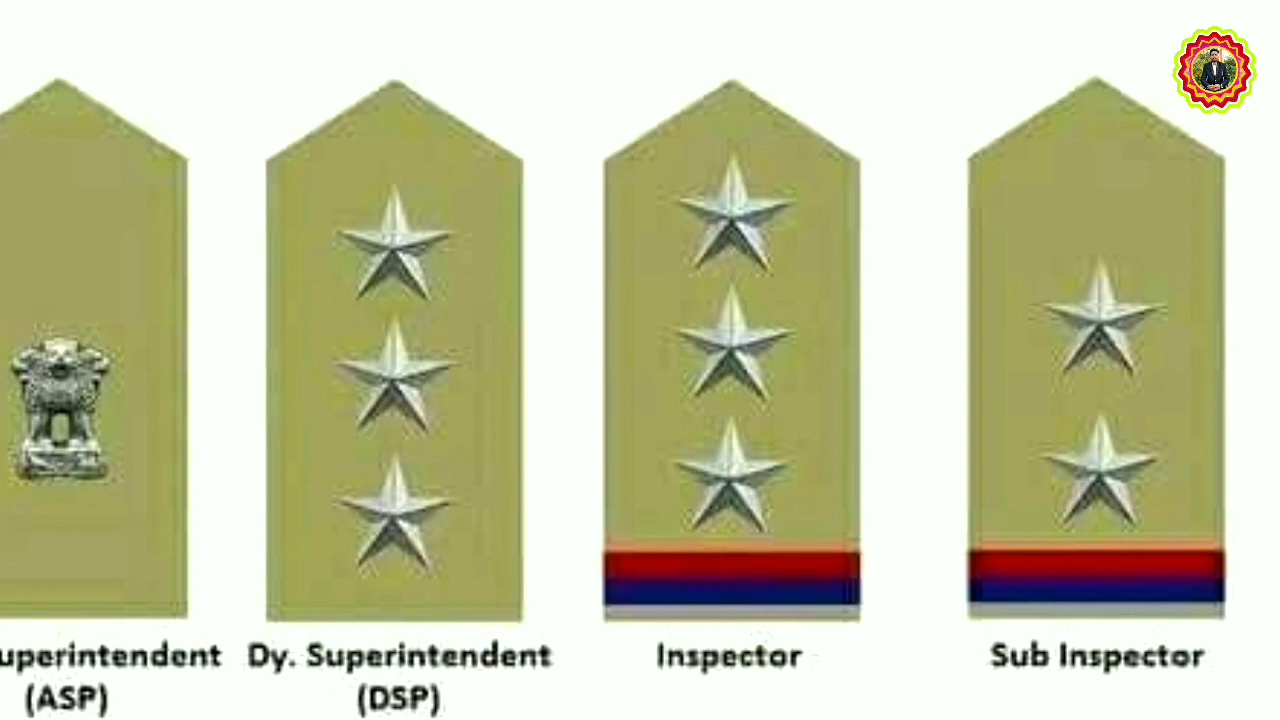 uperintendent
(ASP)
Dy. Superintendent
(DSP)
Inspector
Sub Inspector